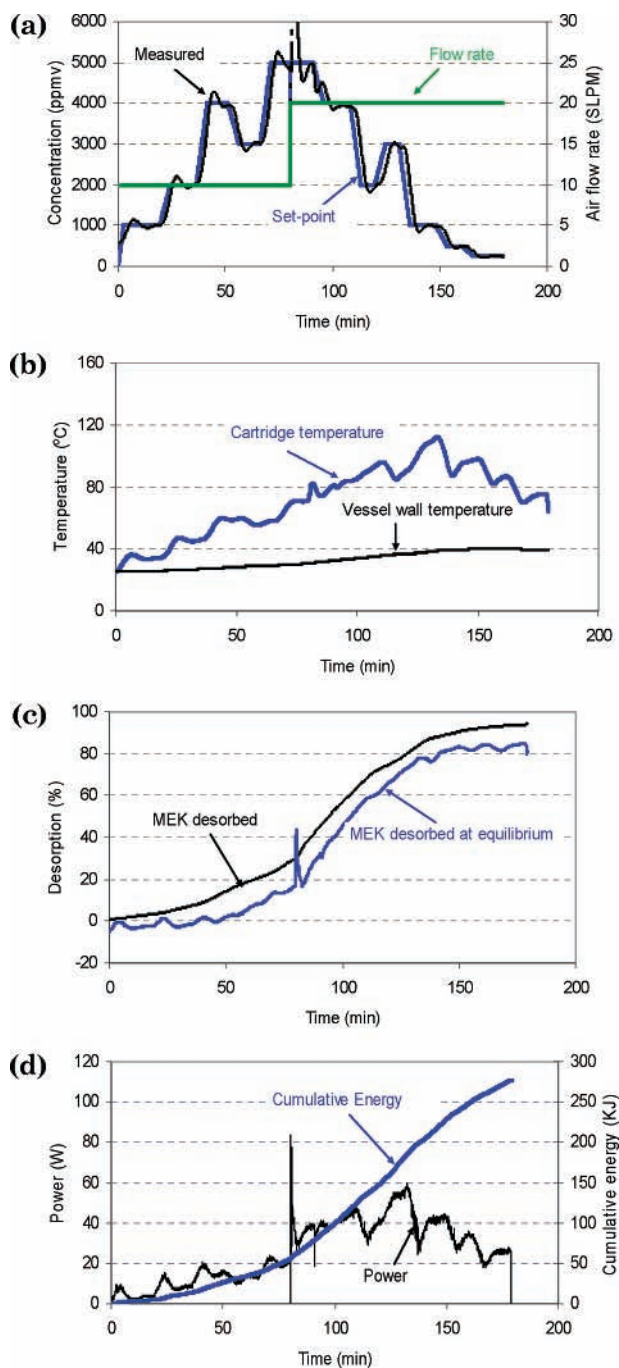 (a)
6000
5000
4000
3000
2000
1000
0
Concentration (ppmv)
Measured
Flow rate
Set-point
30
25
20
15
10
5
0
Air flow rate (SLPM)
0 50 100 150 200
Time (min)
(b)
160
120
80
40
0
Temperature (ºC)
Cartridge temperature
Vessel wall temperature
0 50 100 150 200
Time (min)
(c)
100
80
60
40
20
0
-20
Desorption (%)
MEK desorbed
MEK desorbed at equilibrium
0 50 100 150 200
Time (min)
(d)
120
100
80
60
40
20
0
Power (W)
Cumulative Energy
Power
300
250
200
150
100
50
0
Cumulative energy (KJ)
0 50 100 150 200
Time (min)